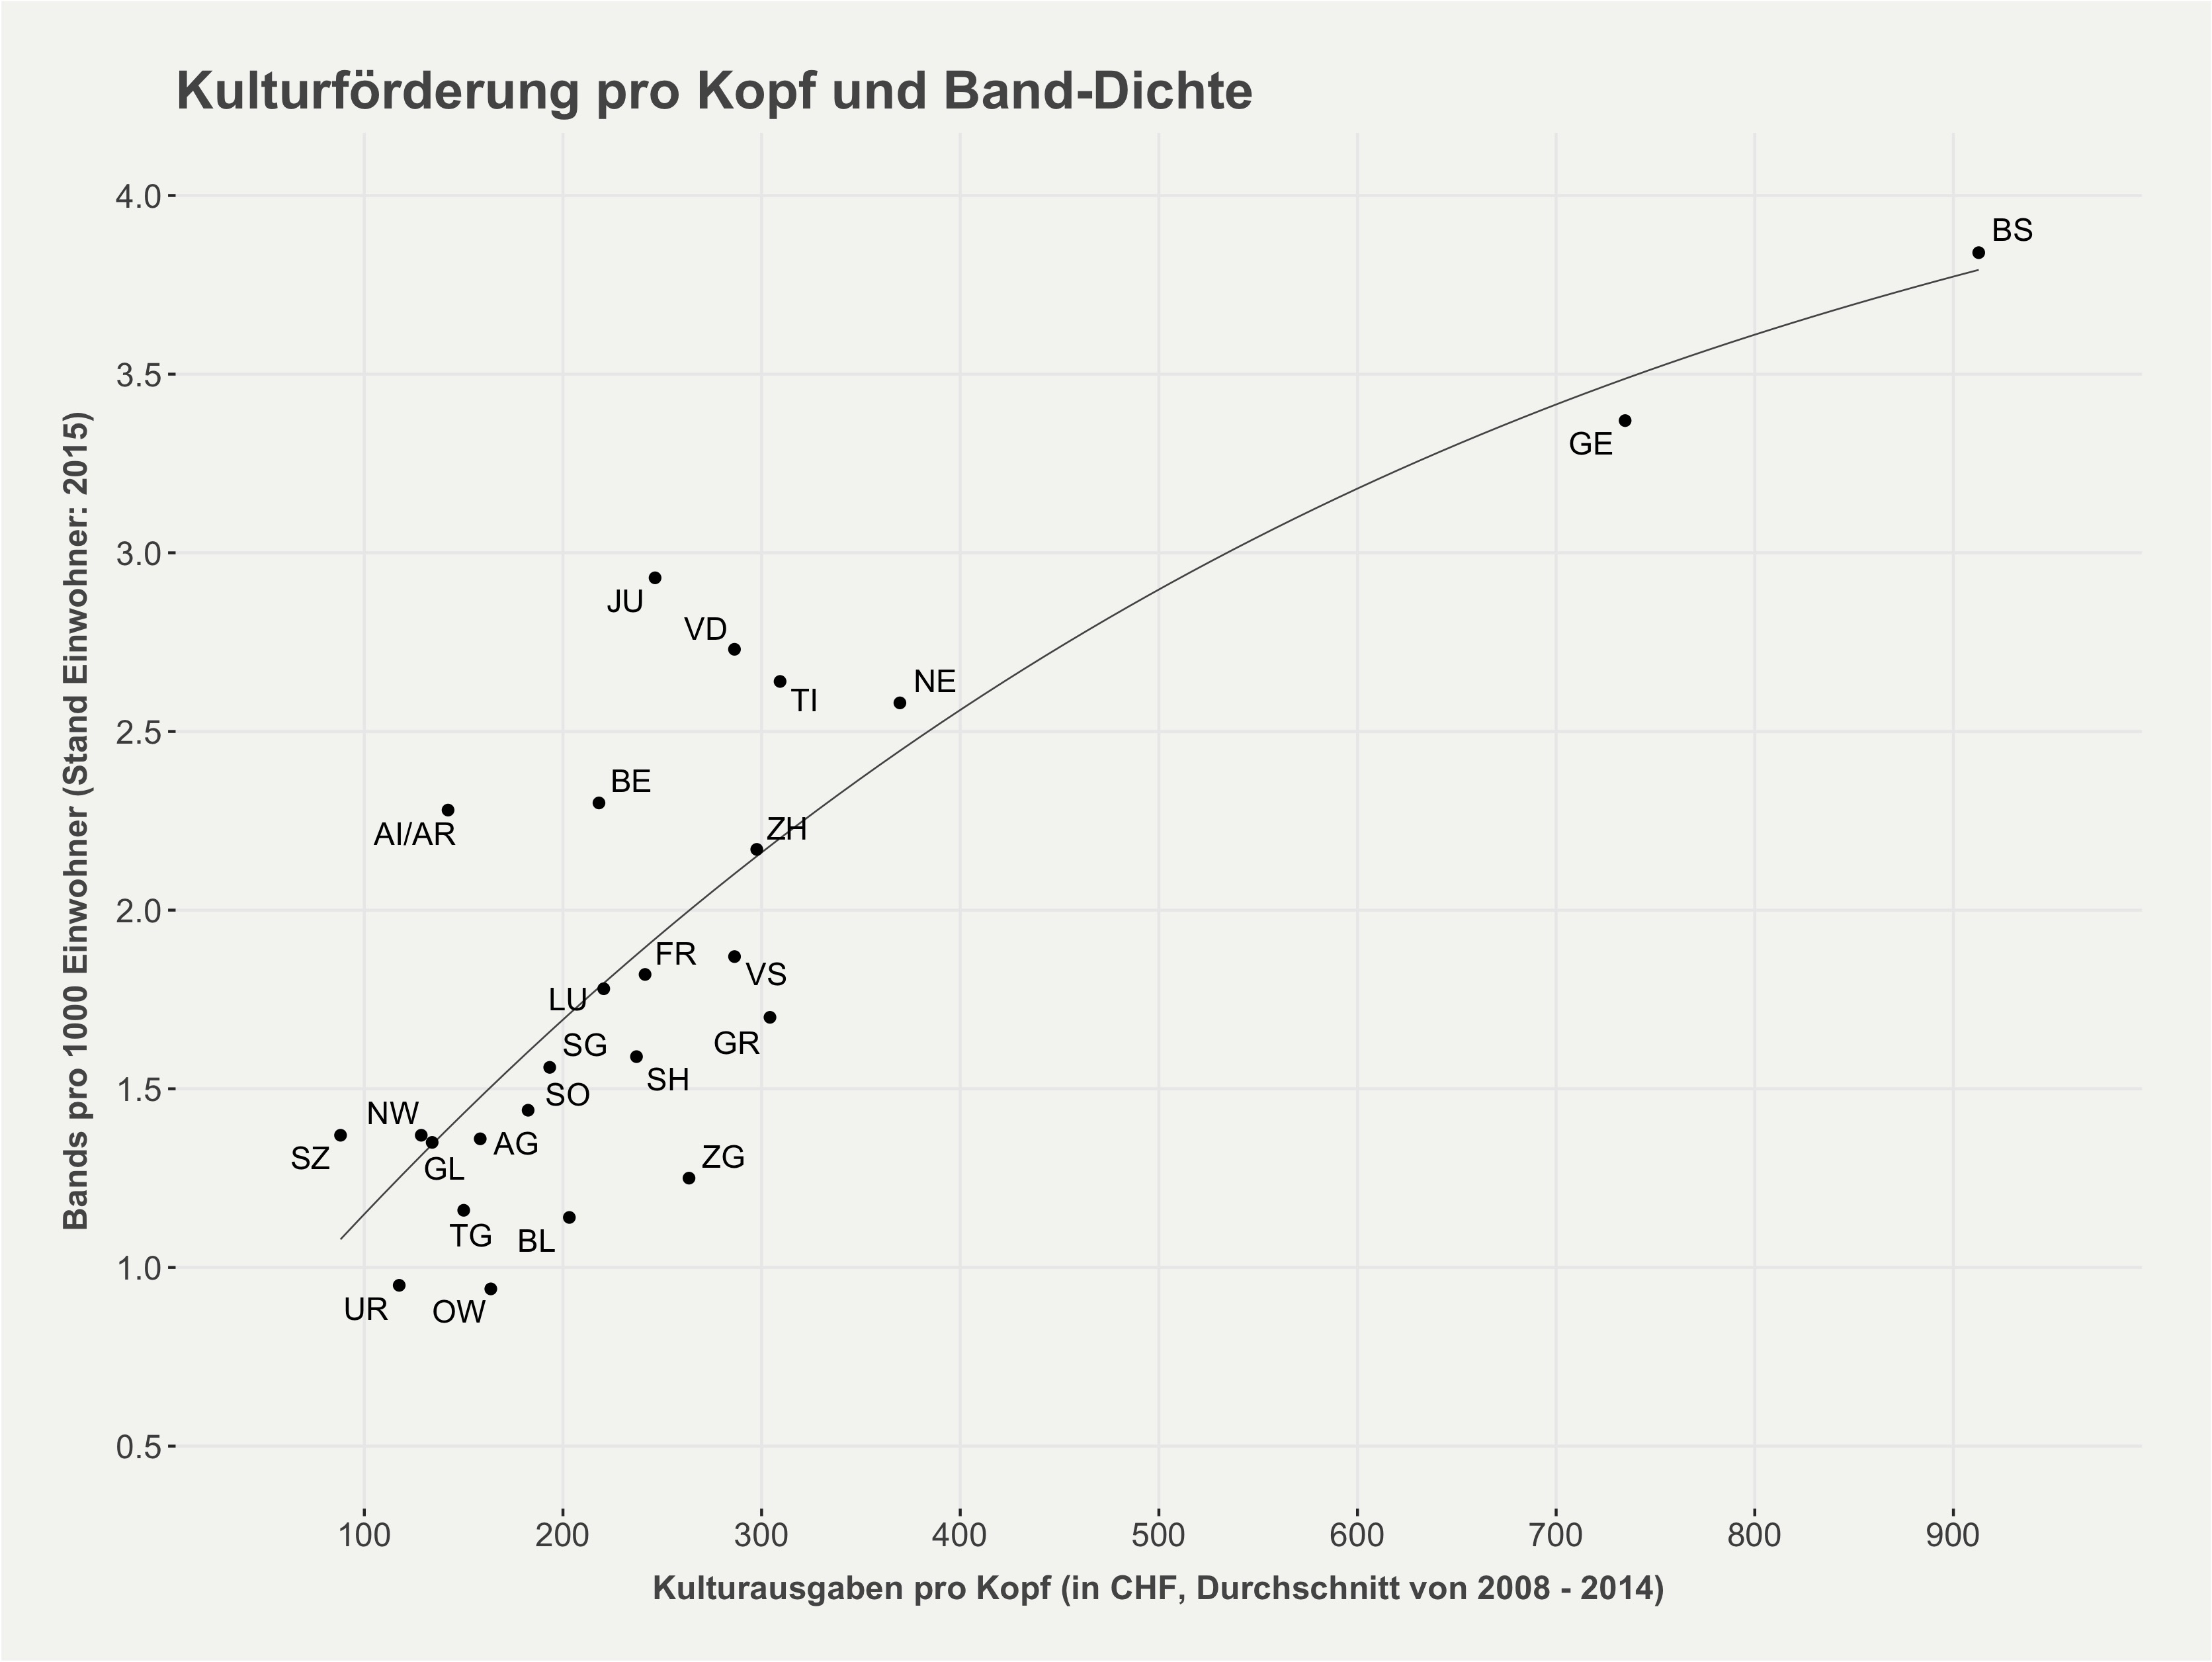 Kulturförderung pro Kopf und Band-Dichte
Bands pro 1000 Einwohner (Stand Einwohner: 2015)
4.0
3.5
3.0
2.5
2.0
1.5
1.0
0.5
BS
GE
JU
VD
NE
TI
BE
ZH
AI/AR
FR
VS
LU
GR
SG
SH
SO
NW
AG
SZ
ZG
GL
TG
BL
UR
OW
100 200 300 400 500 600 700 800 900
Kulturausgaben pro Kopf (in CHF, Durchschnitt von 2008 - 2014)